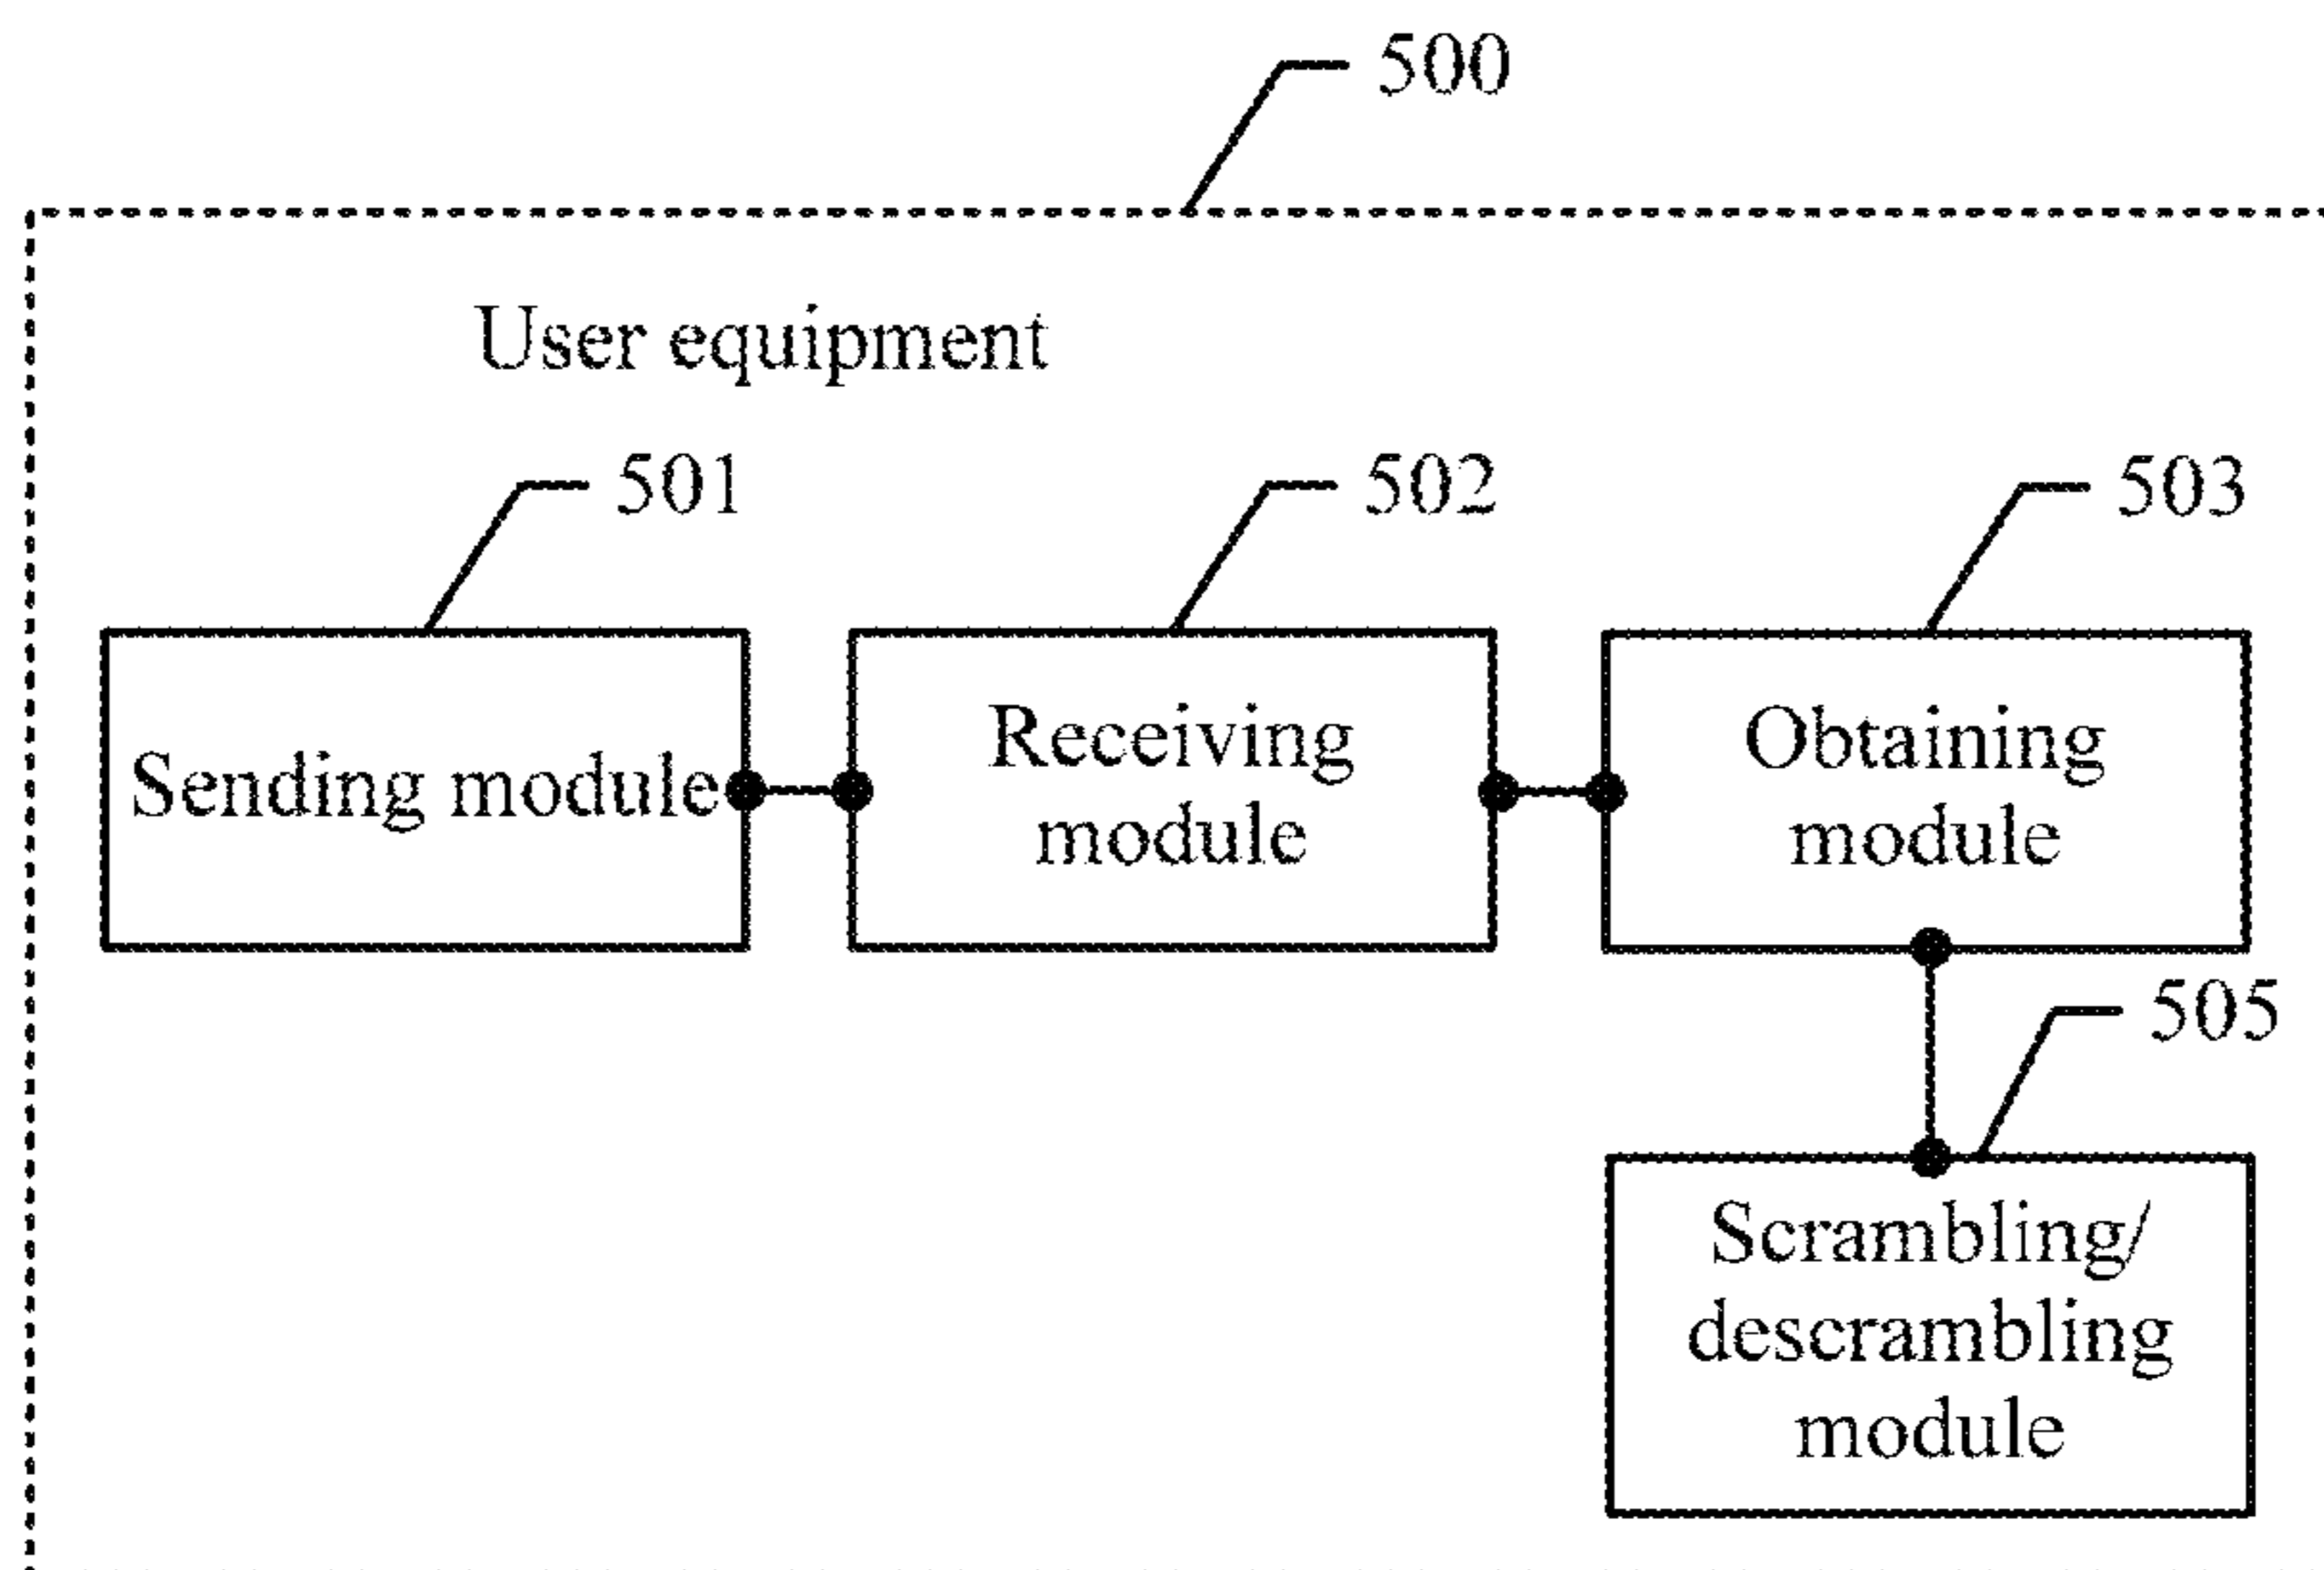 500
User equipment
501
502
503
Sending module
Receiving
module
Obtaining
module
505
Scrambling/
descrambling
module